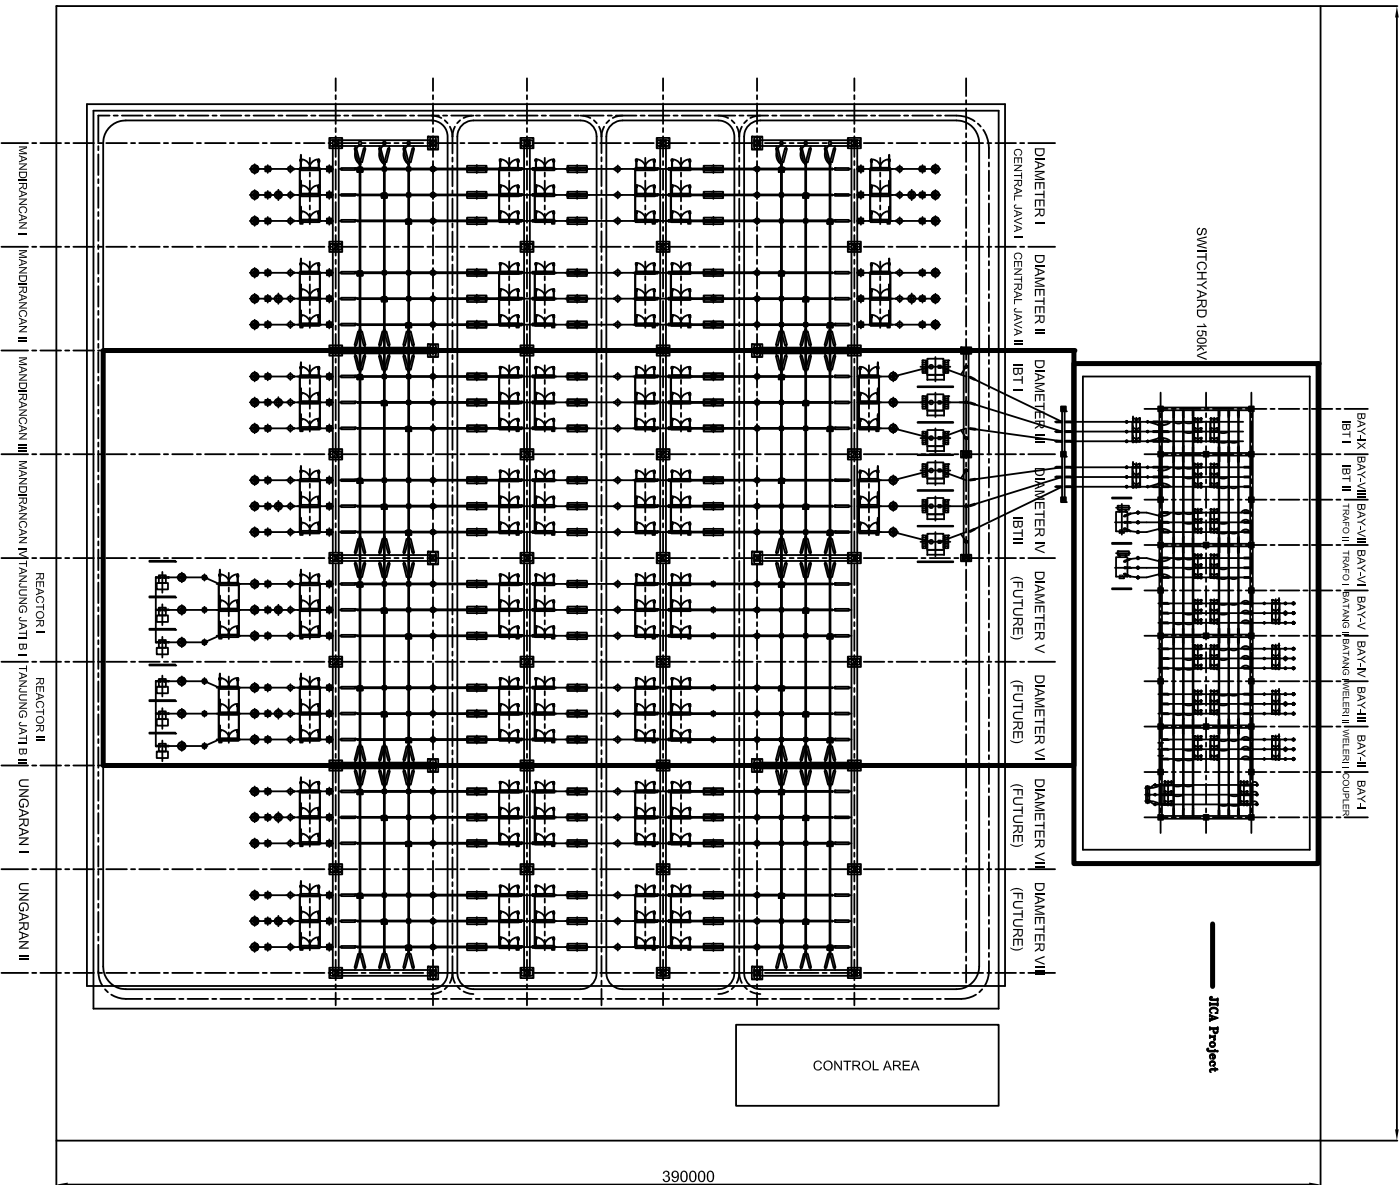 MANDIRANCAN I
MANDIRANCAN II
MANDIRANCAN III
MANDIRANCAN IV
REACTOR I
TANJUNG JATI B I
REACTOR II
TANJUNG JATI B II
UNGARAN I
UNGARAN II
DIAMETER I
CENTRAL JAVA I
DIAMETER II
CENTRAL JAVA II
DIAMETER III
IBT I
DIAMETER IV
IBTII
DIAMETER V
(FUTURE)
DIAMETER VI
(FUTURE)
DIAMETER VII
(FUTURE)
DIAMETER VIII
(FUTURE)
SWITCHYARD 150kV
BAY-IX
IBT I
BAY-VIII
IBT II
BAY-VII
TRAFO II
BAY-VI
TRAFO I
BAY-V
BATANG II
BAY-IV
BATANG I
BAY-III
WELERI II
BAY-II
WELERI I
BAY-I
COUPLER
JICA Project
CONTROL AREA
390000